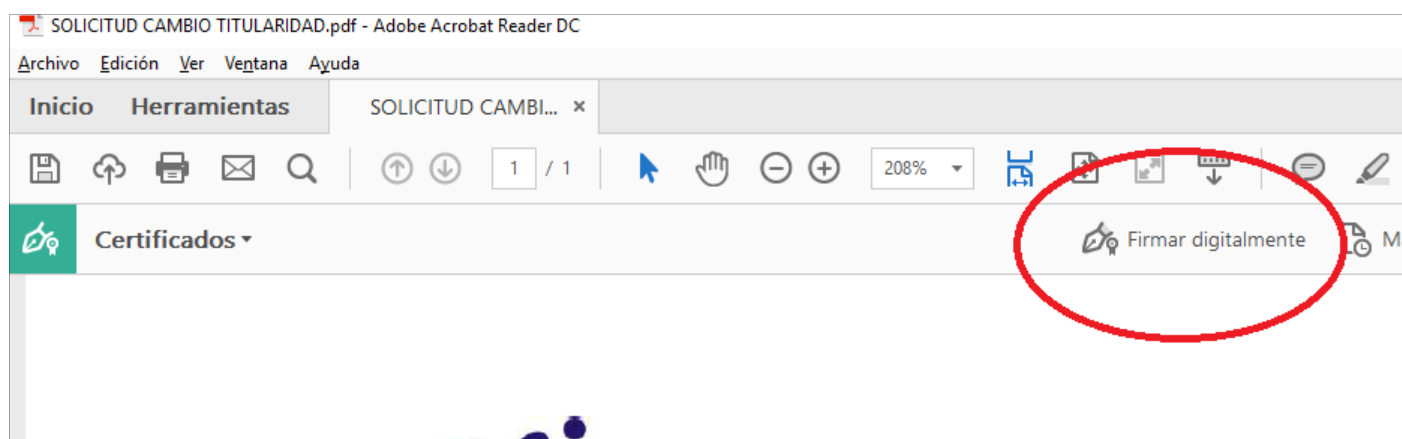 SOLICITUD CAMBIO TITULARIDAD.pdf - Adobe Acrobat Reader DC
Archivo Edición Ver Ventana Ayuda
Inicio Herramientas SOLICITUD CAMBI... ×
1 / 1 208%
Certificados Firmar digitalmente